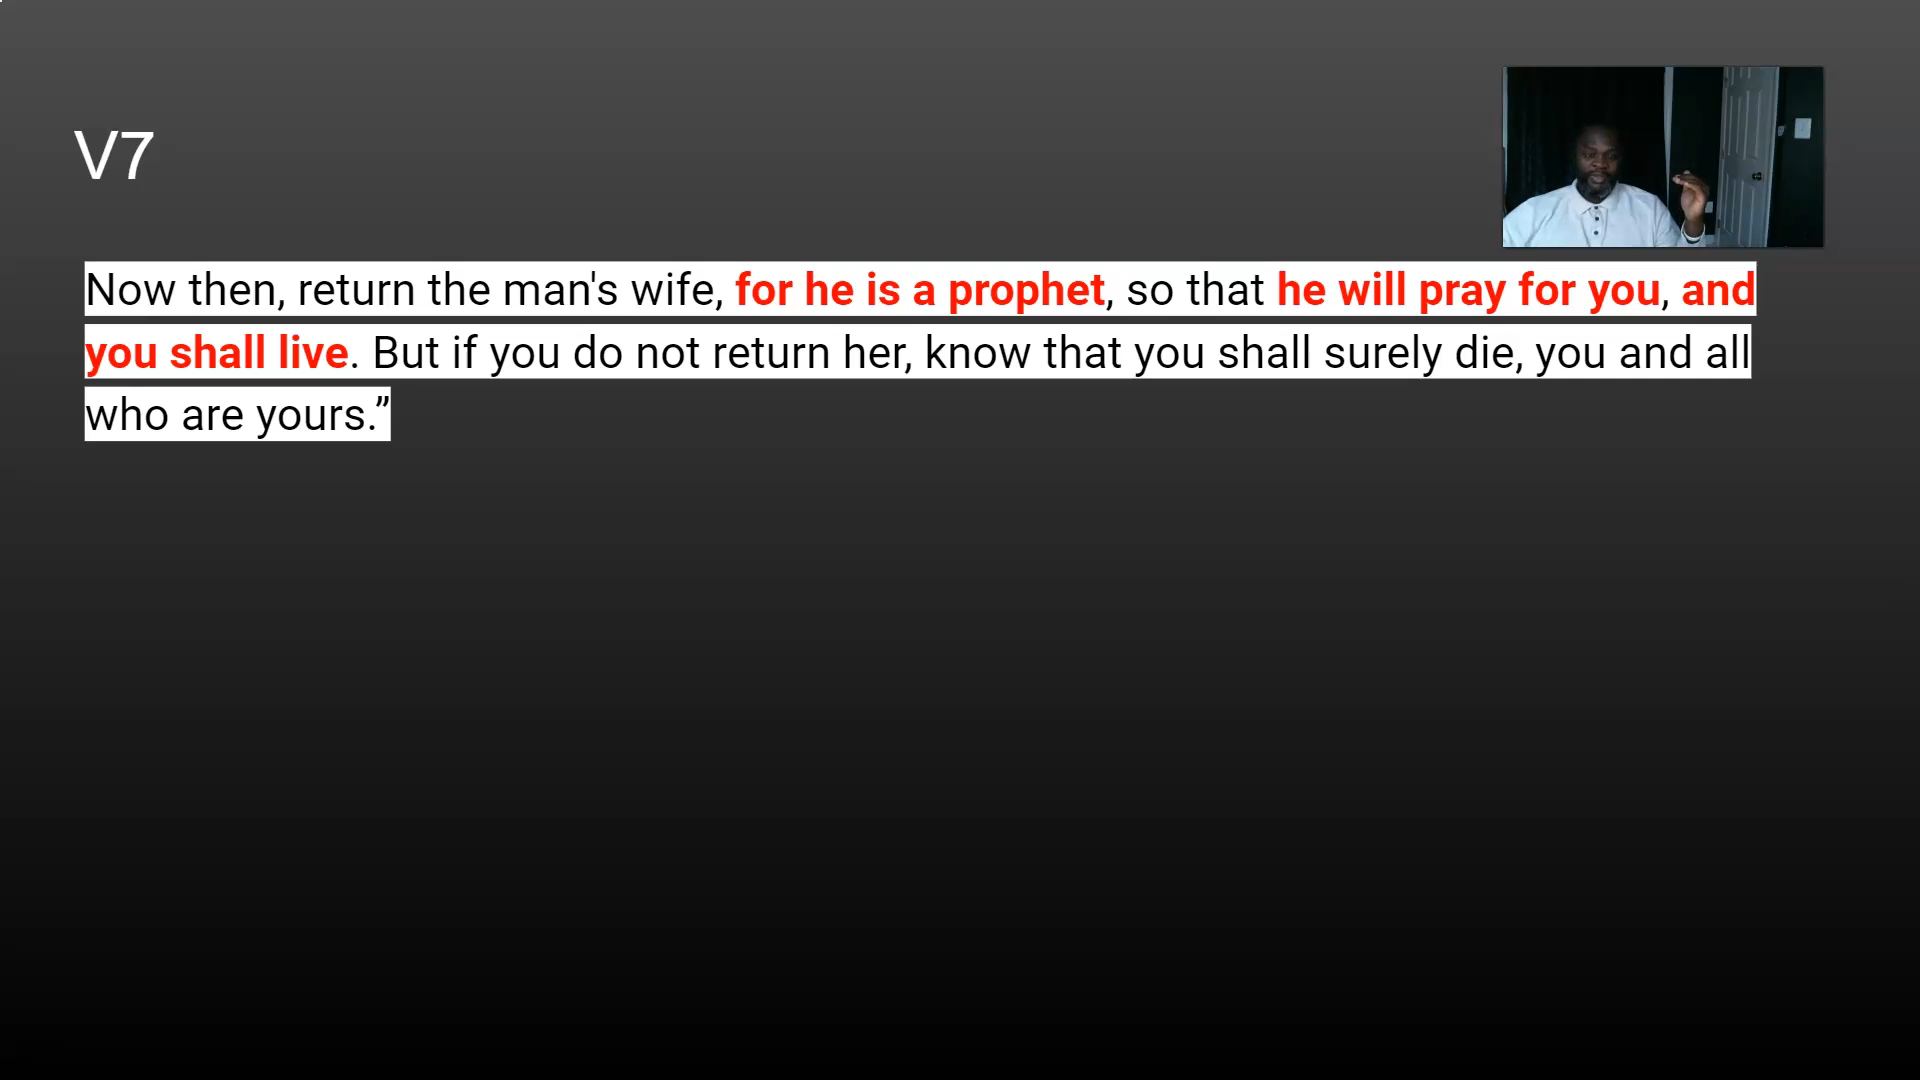 V7
Now then, return the man's wife, for he is a prophet, so that he will pray for you, and
you shall live. But if you do not return her, know that you shall surely die, you and all
who are yours.”